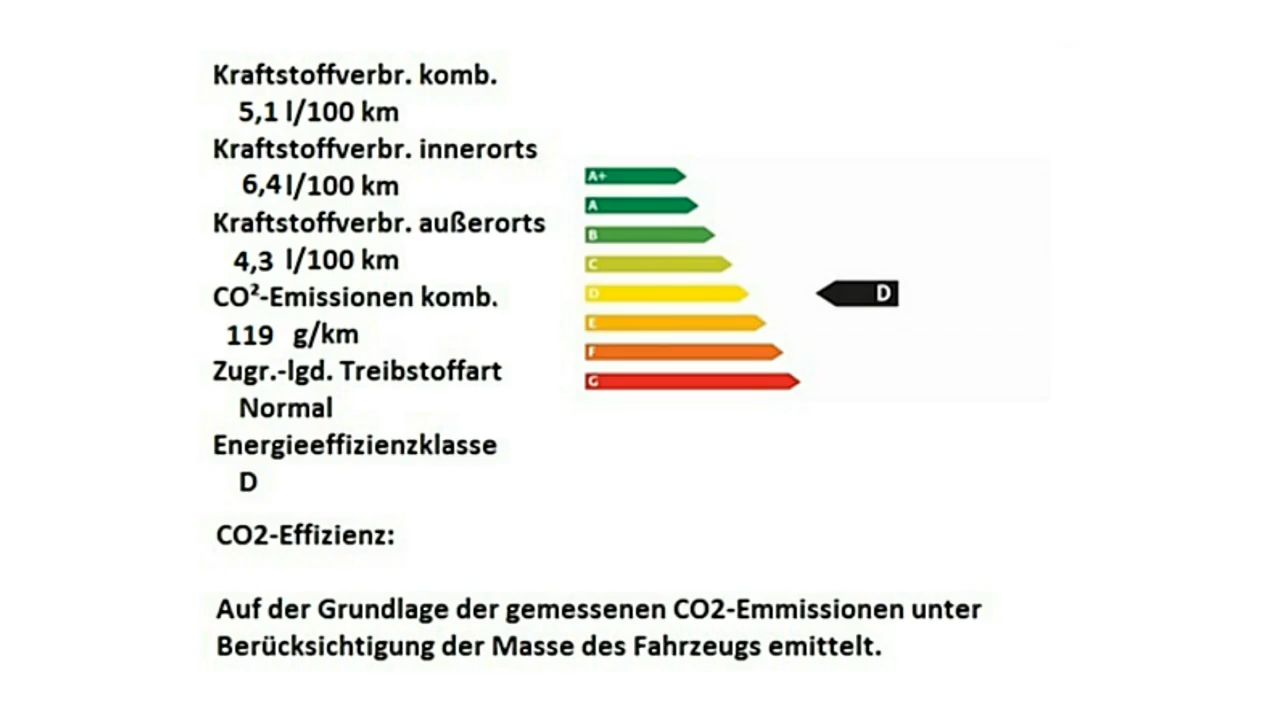 Kraftstoffverbr. komb.
5,1 l/100 km
Kraftstoffverbr. innerorts
6,4 l/100 km
Kraftstoffverbr. außerorts
4,3 l/100 km
CO²-Emissionen komb.
119 g/km
Zugr.-lgd. Treibstoffart
Normal
Energieeffizienzklasse
D
A+
A
B
C
D
D
E
F
G
CO2-Effizienz:
Auf der Grundlage der gemessenen CO2-Emmissionen unter
Berücksichtigung der Masse des Fahrzeugs emittelt.